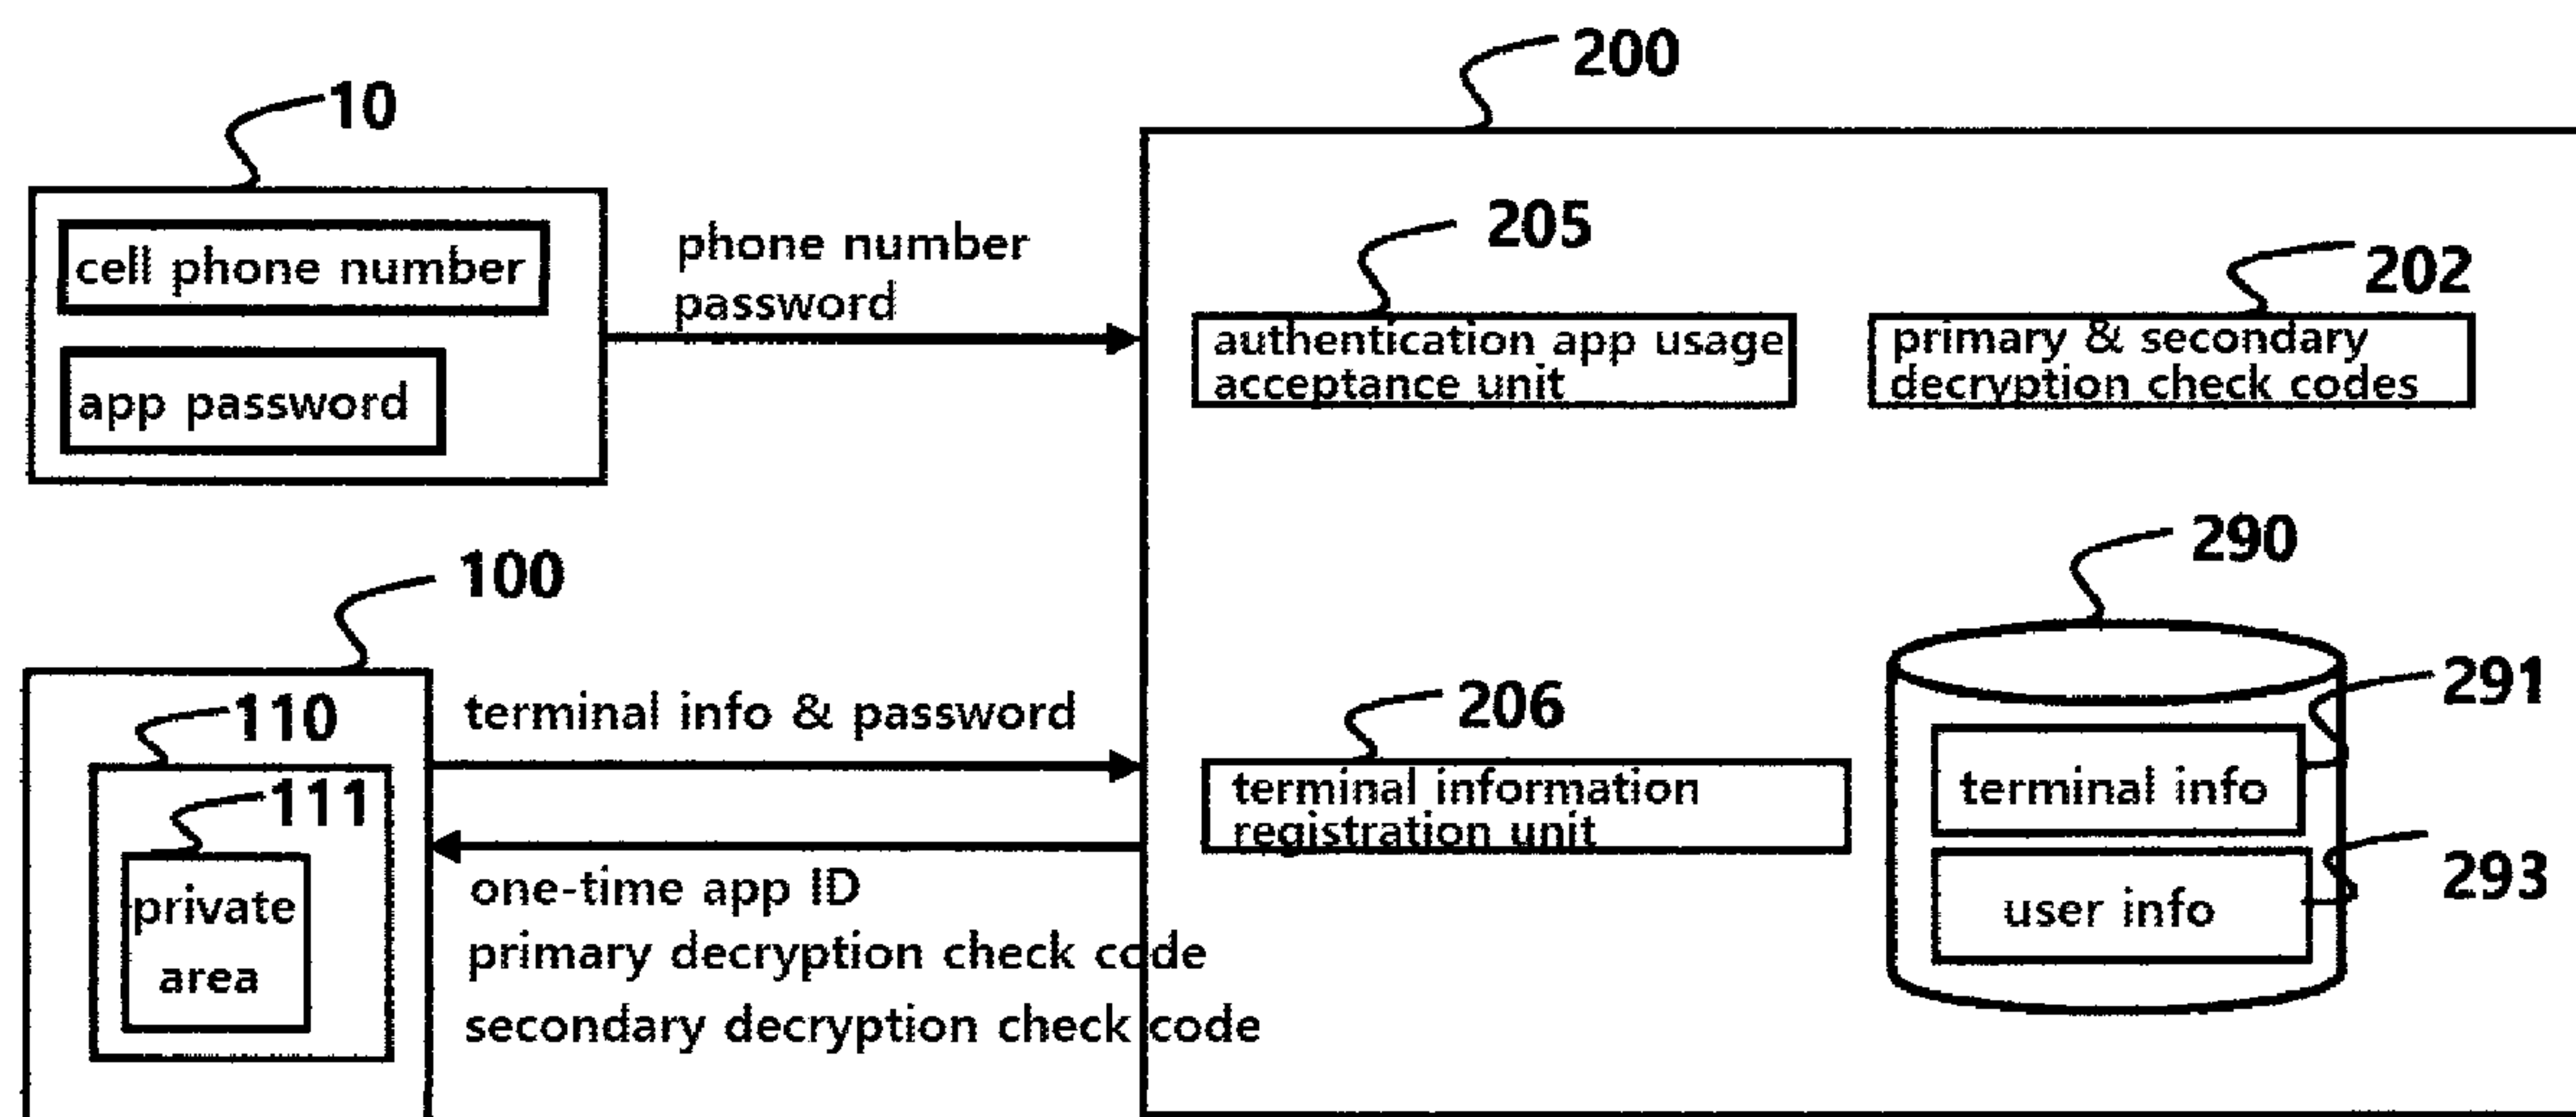 200
10
205
202
cell phone number
phone number
password
authentication app usage
acceptance unit
primary & secondary
decryption check codes
app password
290
100
291
110
terminal info & password
206
111
terminal information
registration unit
terminal info
one-time app ID
293
private
area
user info
primary decryption check code
secondary decryption check code